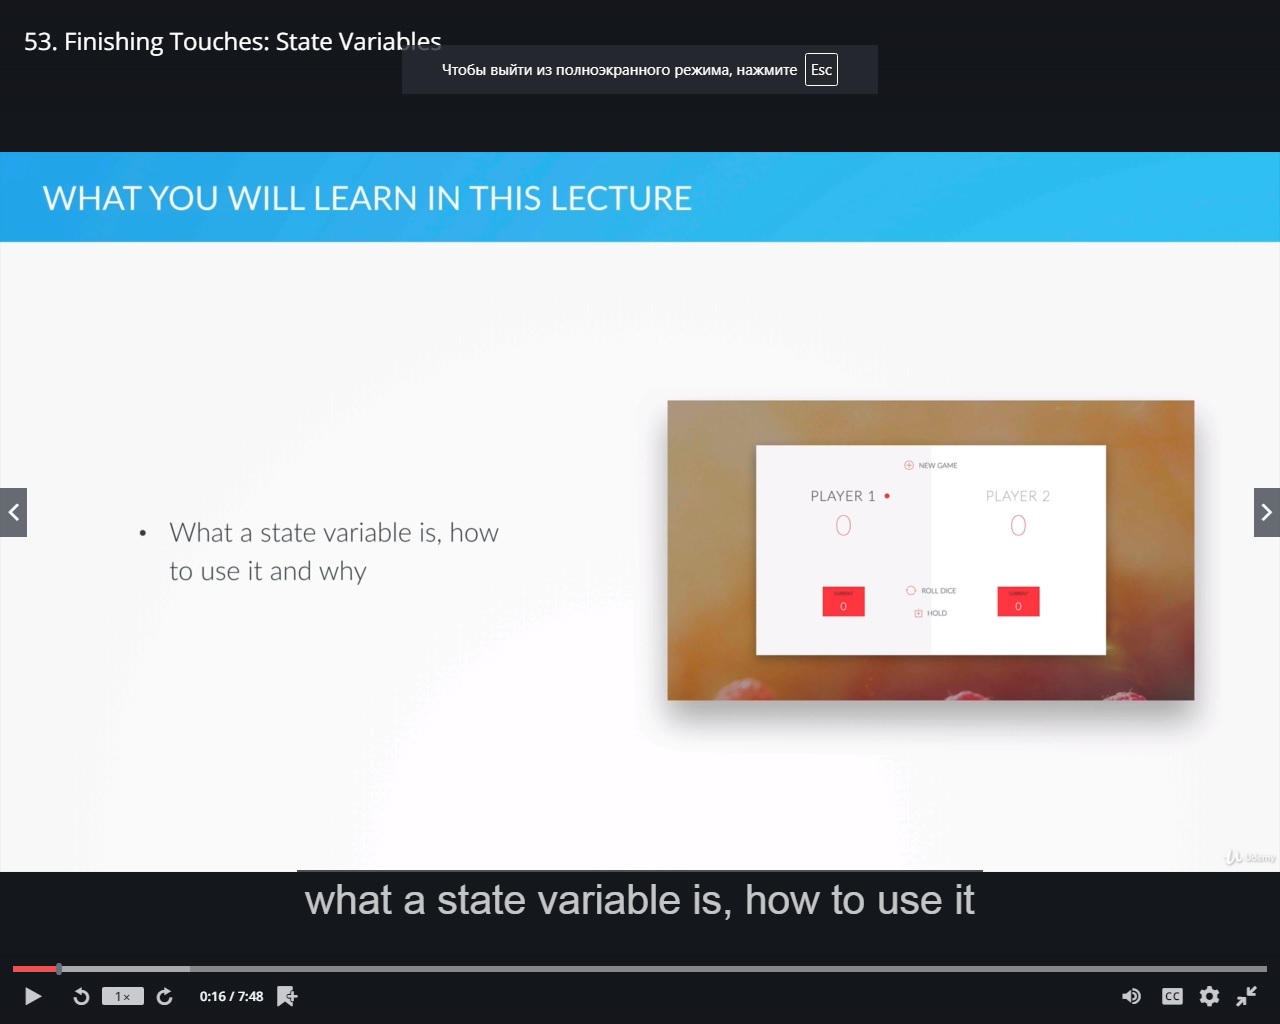 53. Finishing Touches: State Variables
Чтобы выйти из полноэкранного режима, нажмите Esc
WHAT YOU WILL LEARN IN THIS LECTURE
• What a state variable is, how
to use it and why
NEW GAME
PLAYER 1
PLAYER 2
0
0
CURRENT
0
ROLL DICE
HOLD
CURRENT
0
Udemy
what a state variable is, how to use it
1×
0:16 / 7:48
CC